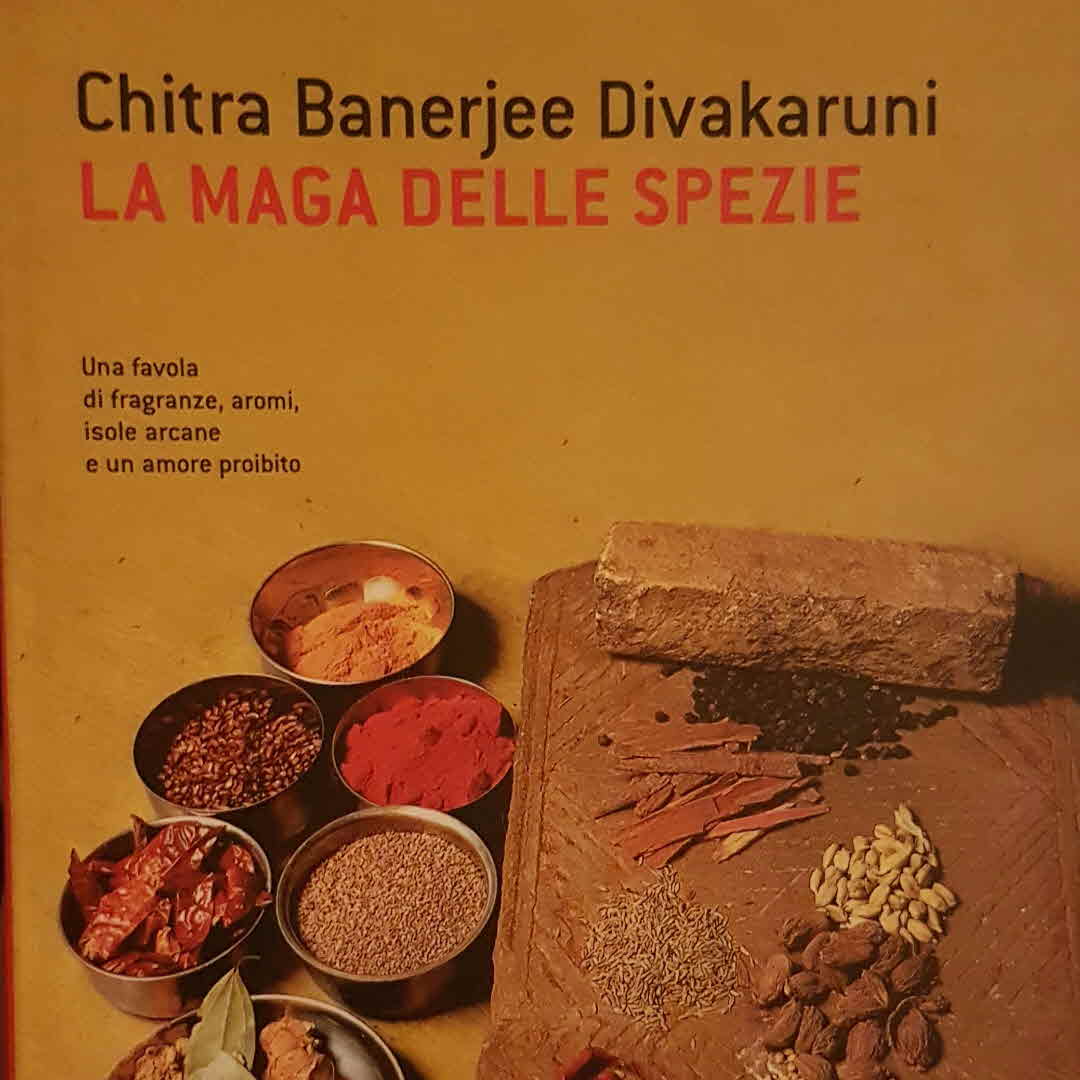 Chitra Banerjee Divakaruni
LA MAGA DELLE SPEZIE
Una favola
di fragranze, aromi,
isole arcane
e un amore proibito